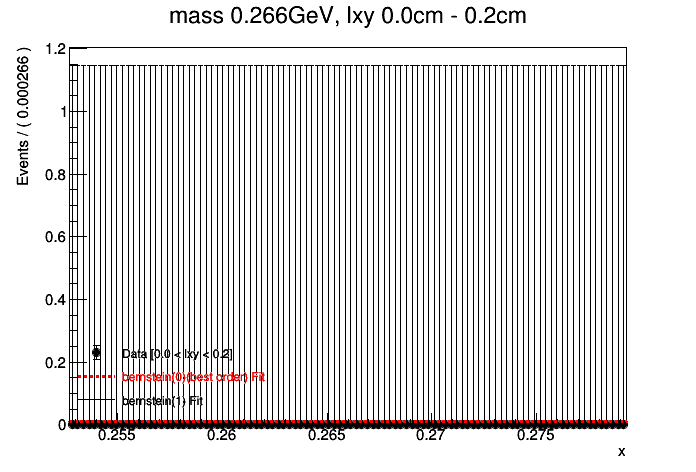 mass 0.266GeV, lxy 0.0cm - 0.2cm
Events / ( 0.000266 )
1.2
1
0.8
0.6
0.4
0.2
0
Data [0.0 < lxy < 0.2]
bernstein(0)(best order) Fit
bernstein(1) Fit
0.255 0.26 0.265 0.27 0.275
x